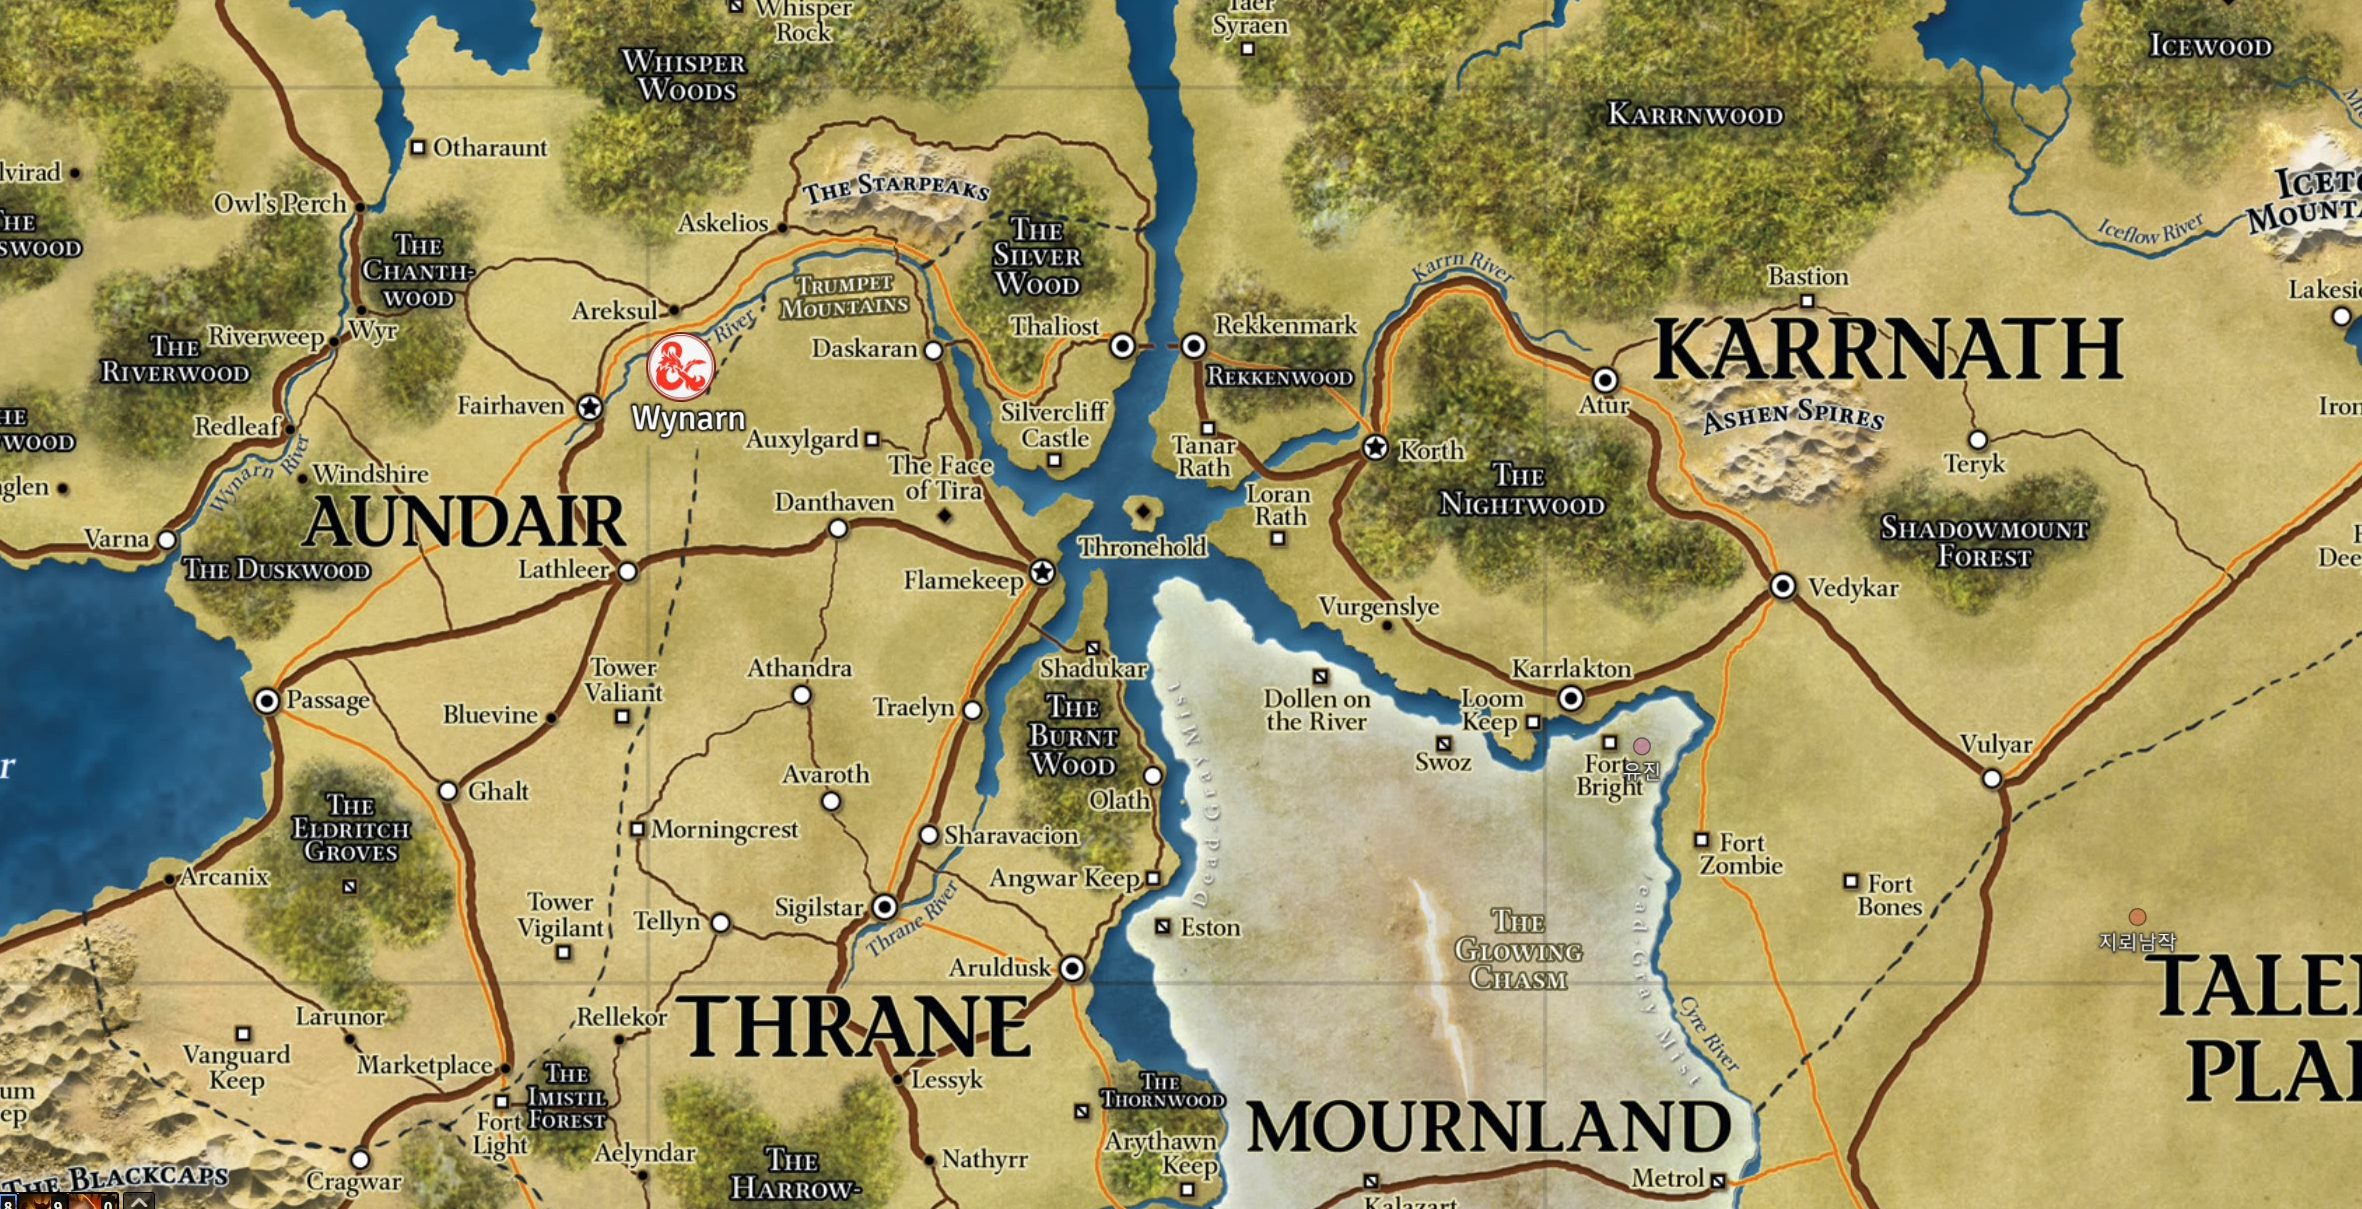 Whisper
Rock
Taer
Syraen
ICEWOOD
WHISPER
WOODS
KARRNWOOD
Otharaunt
lvirad
THE STARPEAKS
Owl's Perch
Askelios
THE
SWOOD
THE
CHANTH-
WOOD
THE
SILVER
WOOD
Iceflow River
Karrn River
Bastion
TRUMPET
MOUNTAINS
Areksul
River
Riverweep
Wyr
Thaliost
Rekkenmark
KARRNATH
THE
RIVERWOOD
Daskaran
REKKENWOOD
Atur
Fairhaven
Wynarn
Silvercliff
Castle
ASHEN SPIRES
Redleaf
Auxylgard
Tanar
Rath
Korth
Teryk
Wynarn River
Windshire
The Face
of Tira
THE
NIGHTWOOD
glen
AUNDAIR
Danthaven
Loran
Rath
SHADOWMOUNT
FOREST
Varna
THE DUSKWOOD
Lathleer
Thronehold
Flamekeep
Vedykar
Vurgenslye
Tower
Valiant
Athandra
Shadukar
Karrlakton
Passage
Bluevine
Traelyn
THE
BURNT
WOOD
Dead-Gray Mist
Dollen on
the River
Loom
Keep
Swoz
Fort
Bright
유진
Vulyar
r
Ghalt
Avaroth
Olath
THE
ELDRITCH
GROVES
Morningcrest
Sharavacion
Fort
Zombie
Arcanix
Angwar Keep
Fort
Bones
Tower
Vigilant
Tellyn
Sigilstar
Thrane River
Eston
THE
GLOWING
CHASM
Dead-Gray Mist
지뢰남작
Aruldusk
TALE
PLAI
Larunor
Rellekor
THRANE
Cyre River
Vanguard
Keep
Marketplace
THE
IMISTIL
FOREST
Lessyk
THE
THORNWOOD
MOURNLAND
um
ep
Fort
Light
Aelyndar
Nathyrr
Arythawn
Keep
THE
HARROW-
Metrol
THE BLACKCAPS
Cragwar
Kalazart